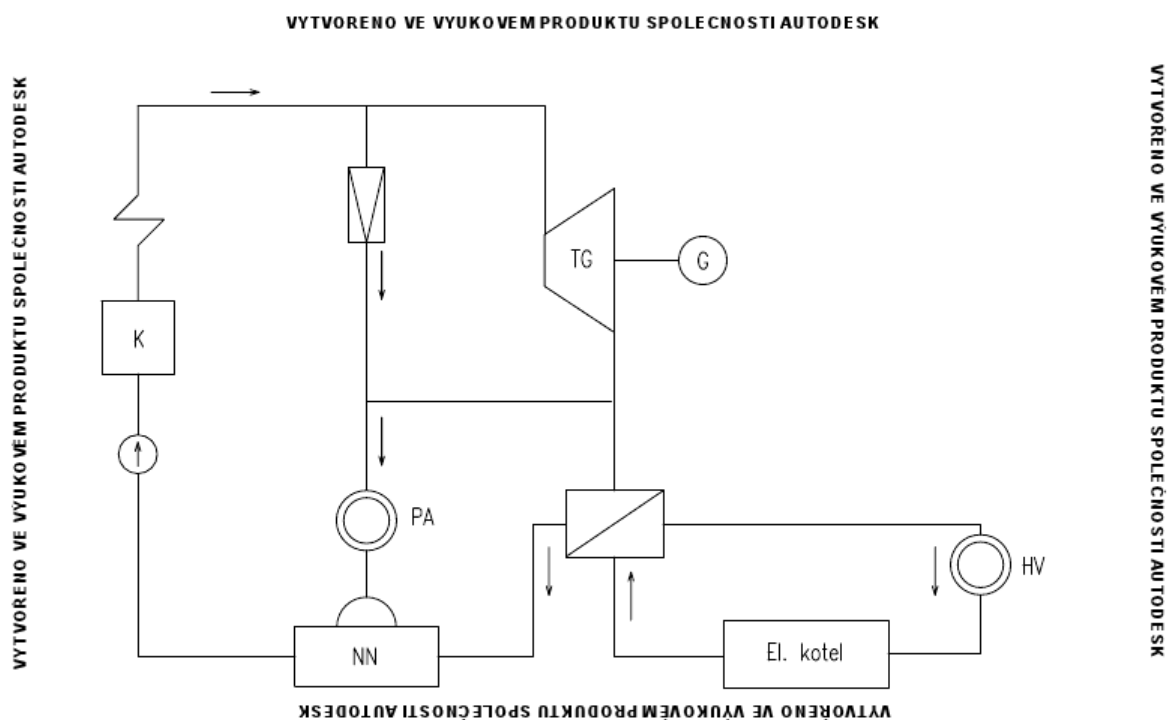 VYTVORENO VE VYUKOVEM PRODUKTU SPOLECNOSTI AUTODESK
VYTVOŘENO VE VÝUKOVÉM PRODUKTU SPOLEČNOSTI AUTODESK
VYTVOŘENO VE VÝUKOVÉM PRODUKTU SPOLEČNOSTI AUTODESK
TG
G
K
PA
HV
El. kotel
NN
VYTVOŘENO VE VÝUKOVÉM PRODUKTU SPOLEČNOSTI AUTODESK